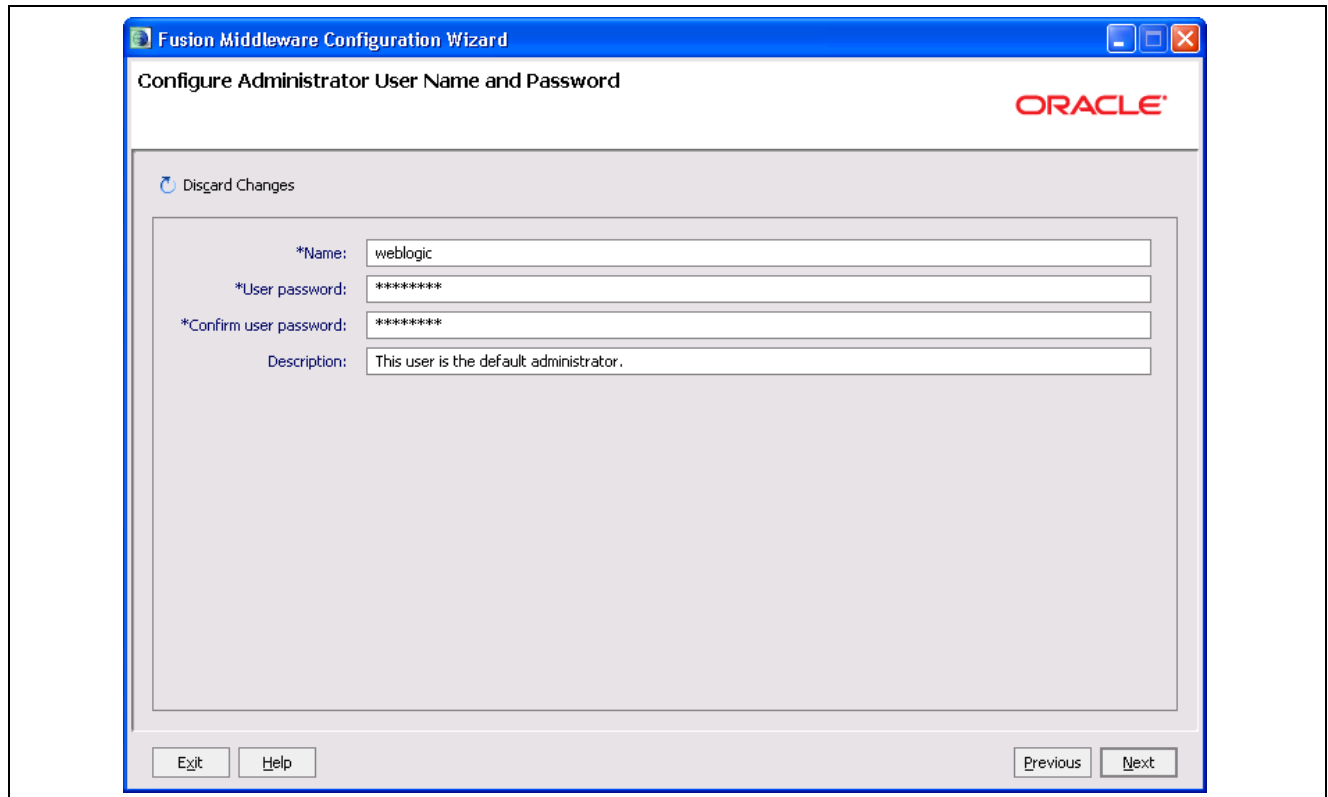 Fusion Middleware Configuration Wizard
Configure Administrator User Name and Password
ORACLE
Discard Changes
*Name: weblogic
*User password: ********
*Confirm user password: ********
Description: This user is the default administrator.
Exit Help Previous Next